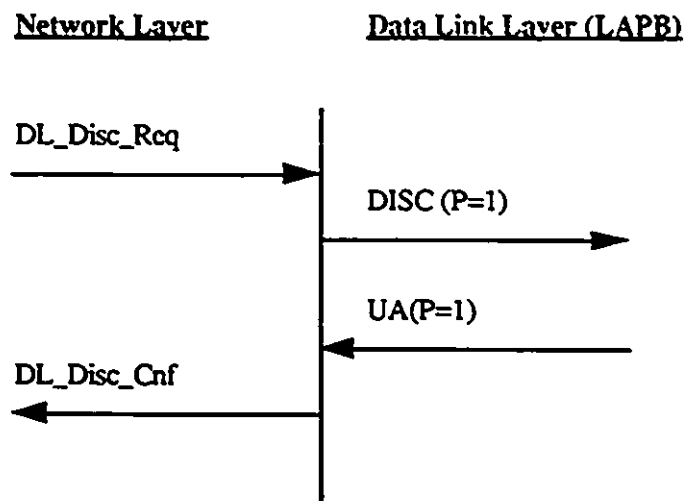 Network Layer
Data Link Layer (LAPB)
DL_Disc_Req
DISC (P=1)
UA(P=1)
DL_Disc_Cnf